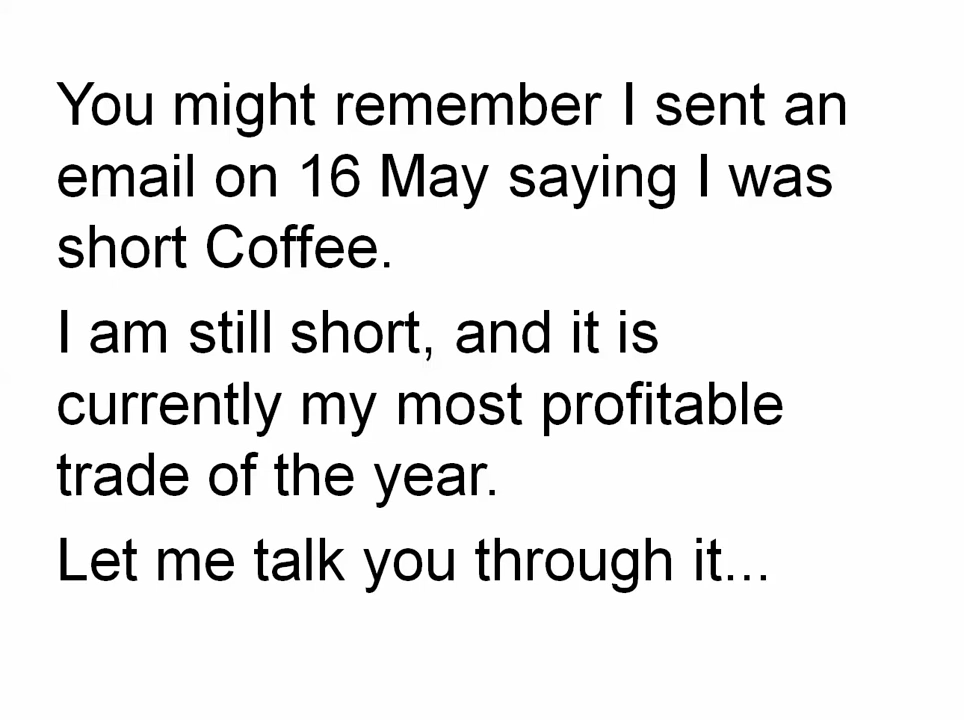 You might remember I sent an
email on 16 May saying I was
short Coffee.
I am still short, and it is
currently my most profitable
trade of the year.
Let me talk you through it...